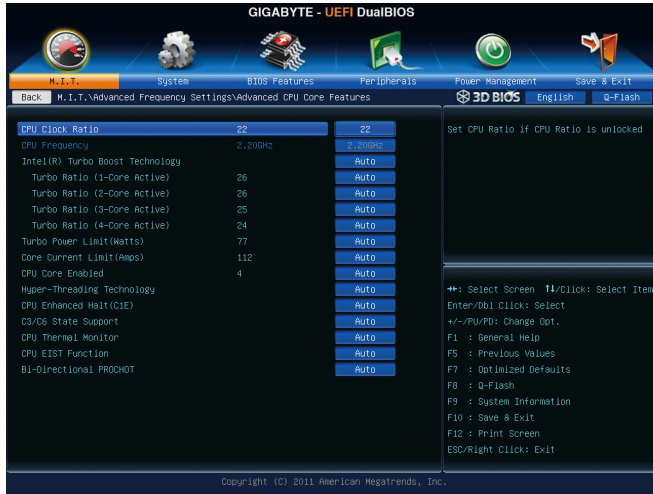 GIGABYTE - UEFI DualBIOS
M.I.T. System BIOS Features Peripherals Power Management Save & Exit
Back M.I.T.\Advanced Frequency Settings\Advanced CPU Core Features 3D BIOS English Q-Flash
CPU Clock Ratio 22 22
CPU Frequency 2.20GHz 2.20GHz
Intel(R) Turbo Boost Technology Auto
Turbo Ratio (1-Core Active) 26 Auto
Turbo Ratio (2-Core Active) 26 Auto
Turbo Ratio (3-Core Active) 25 Auto
Turbo Ratio (4-Core Active) 24 Auto
Turbo Power Limit(Watts) 77 Auto
Core Current Limit(Amps) 112 Auto
CPU Core Enabled 4 Auto
Hyper-Threading Technology Auto
CPU Enhanced Halt(C1E) Auto
C3/C6 State Support Auto
CPU Thermal Monitor Auto
CPU EIST Function Auto
Bi-Directional PROCHOT Auto
Set CPU Ratio if CPU Ratio is unlocked
→←: Select Screen ↑↓/Click: Select Item
Enter/Dbl Click: Select
+/-/PU/PD: Change Opt.
F1 : General Help
F5 : Previous Values
F7 : Optimized Defaults
F8 : Q-Flash
F9 : System Information
F10 : Save & Exit
F12 : Print Screen
ESC/Right Click: Exit
Copyright (C) 2011 American Megatrends, Inc.